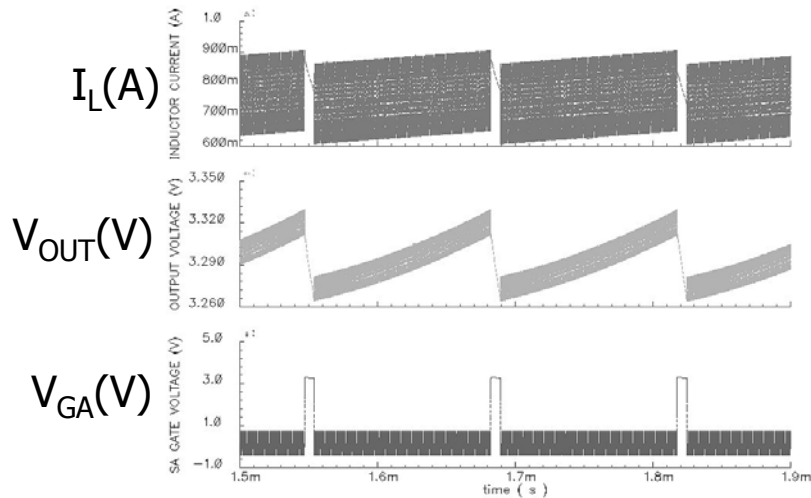 I_L(A)
INDUCTOR CURRENT (A)
1.0
900m
800m
700m
600m
V_OUT(V)
OUTPUT VOLTAGE (V)
3.350
3.320
3.290
3.260
V_GA(V)
SA GATE VOLTAGE (V)
5.0
3.0
1.0
-1.0
1.5m 1.6m 1.7m 1.8m 1.9m
time ( s )